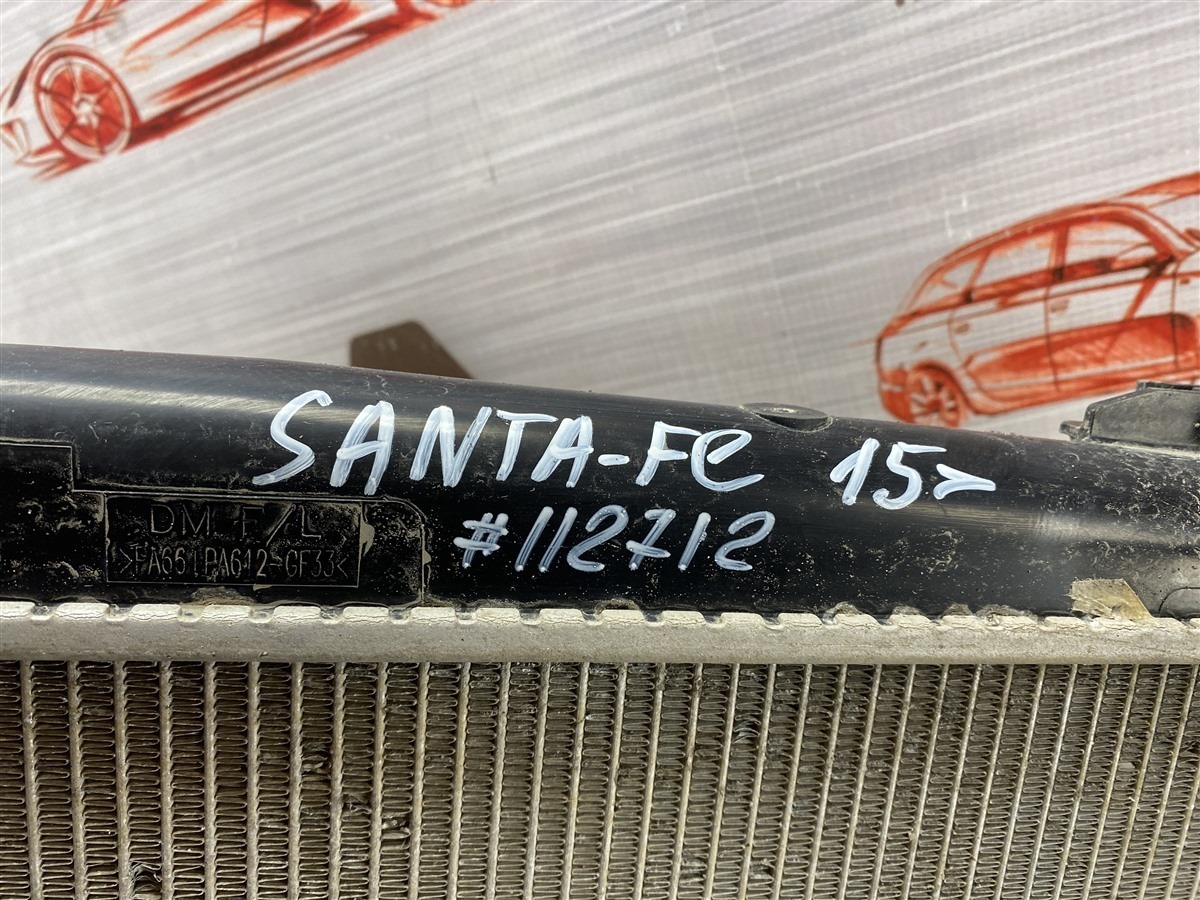 SANTA-Fe 15>
#112712
DM F/L
>PA66+PA612-GF33<